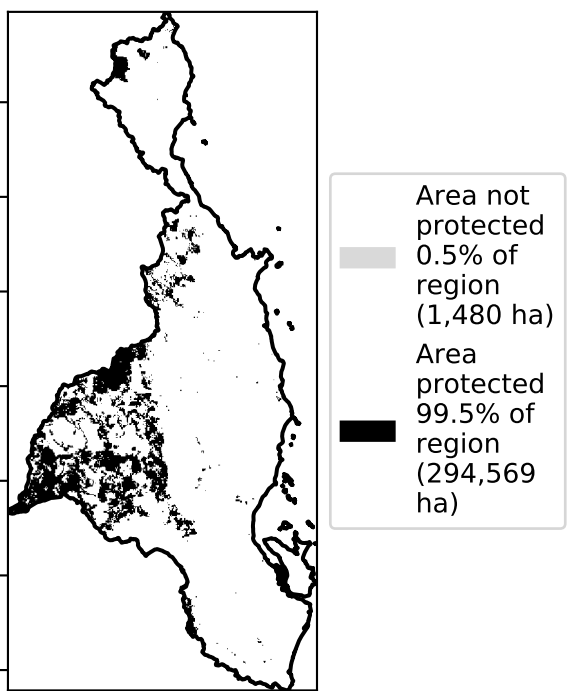 Area not
protected
0.5% of
region
(1,480 ha)
Area
protected
99.5% of
region
(294,569
ha)